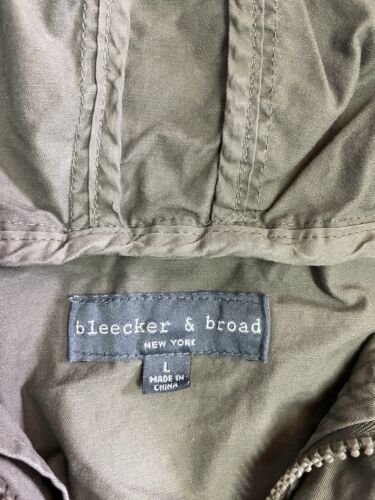 bleecker & broad
NEW YORK
L
MADE IN
CHINA